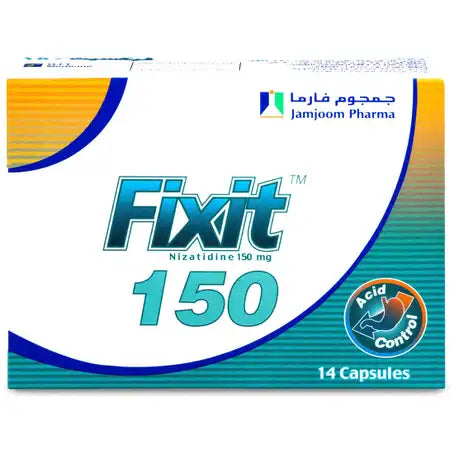 جمجوم فارما
Jamjoom Pharma
Fixit™
Nizatidine 150 mg
150
Acid
Control
14 Capsules